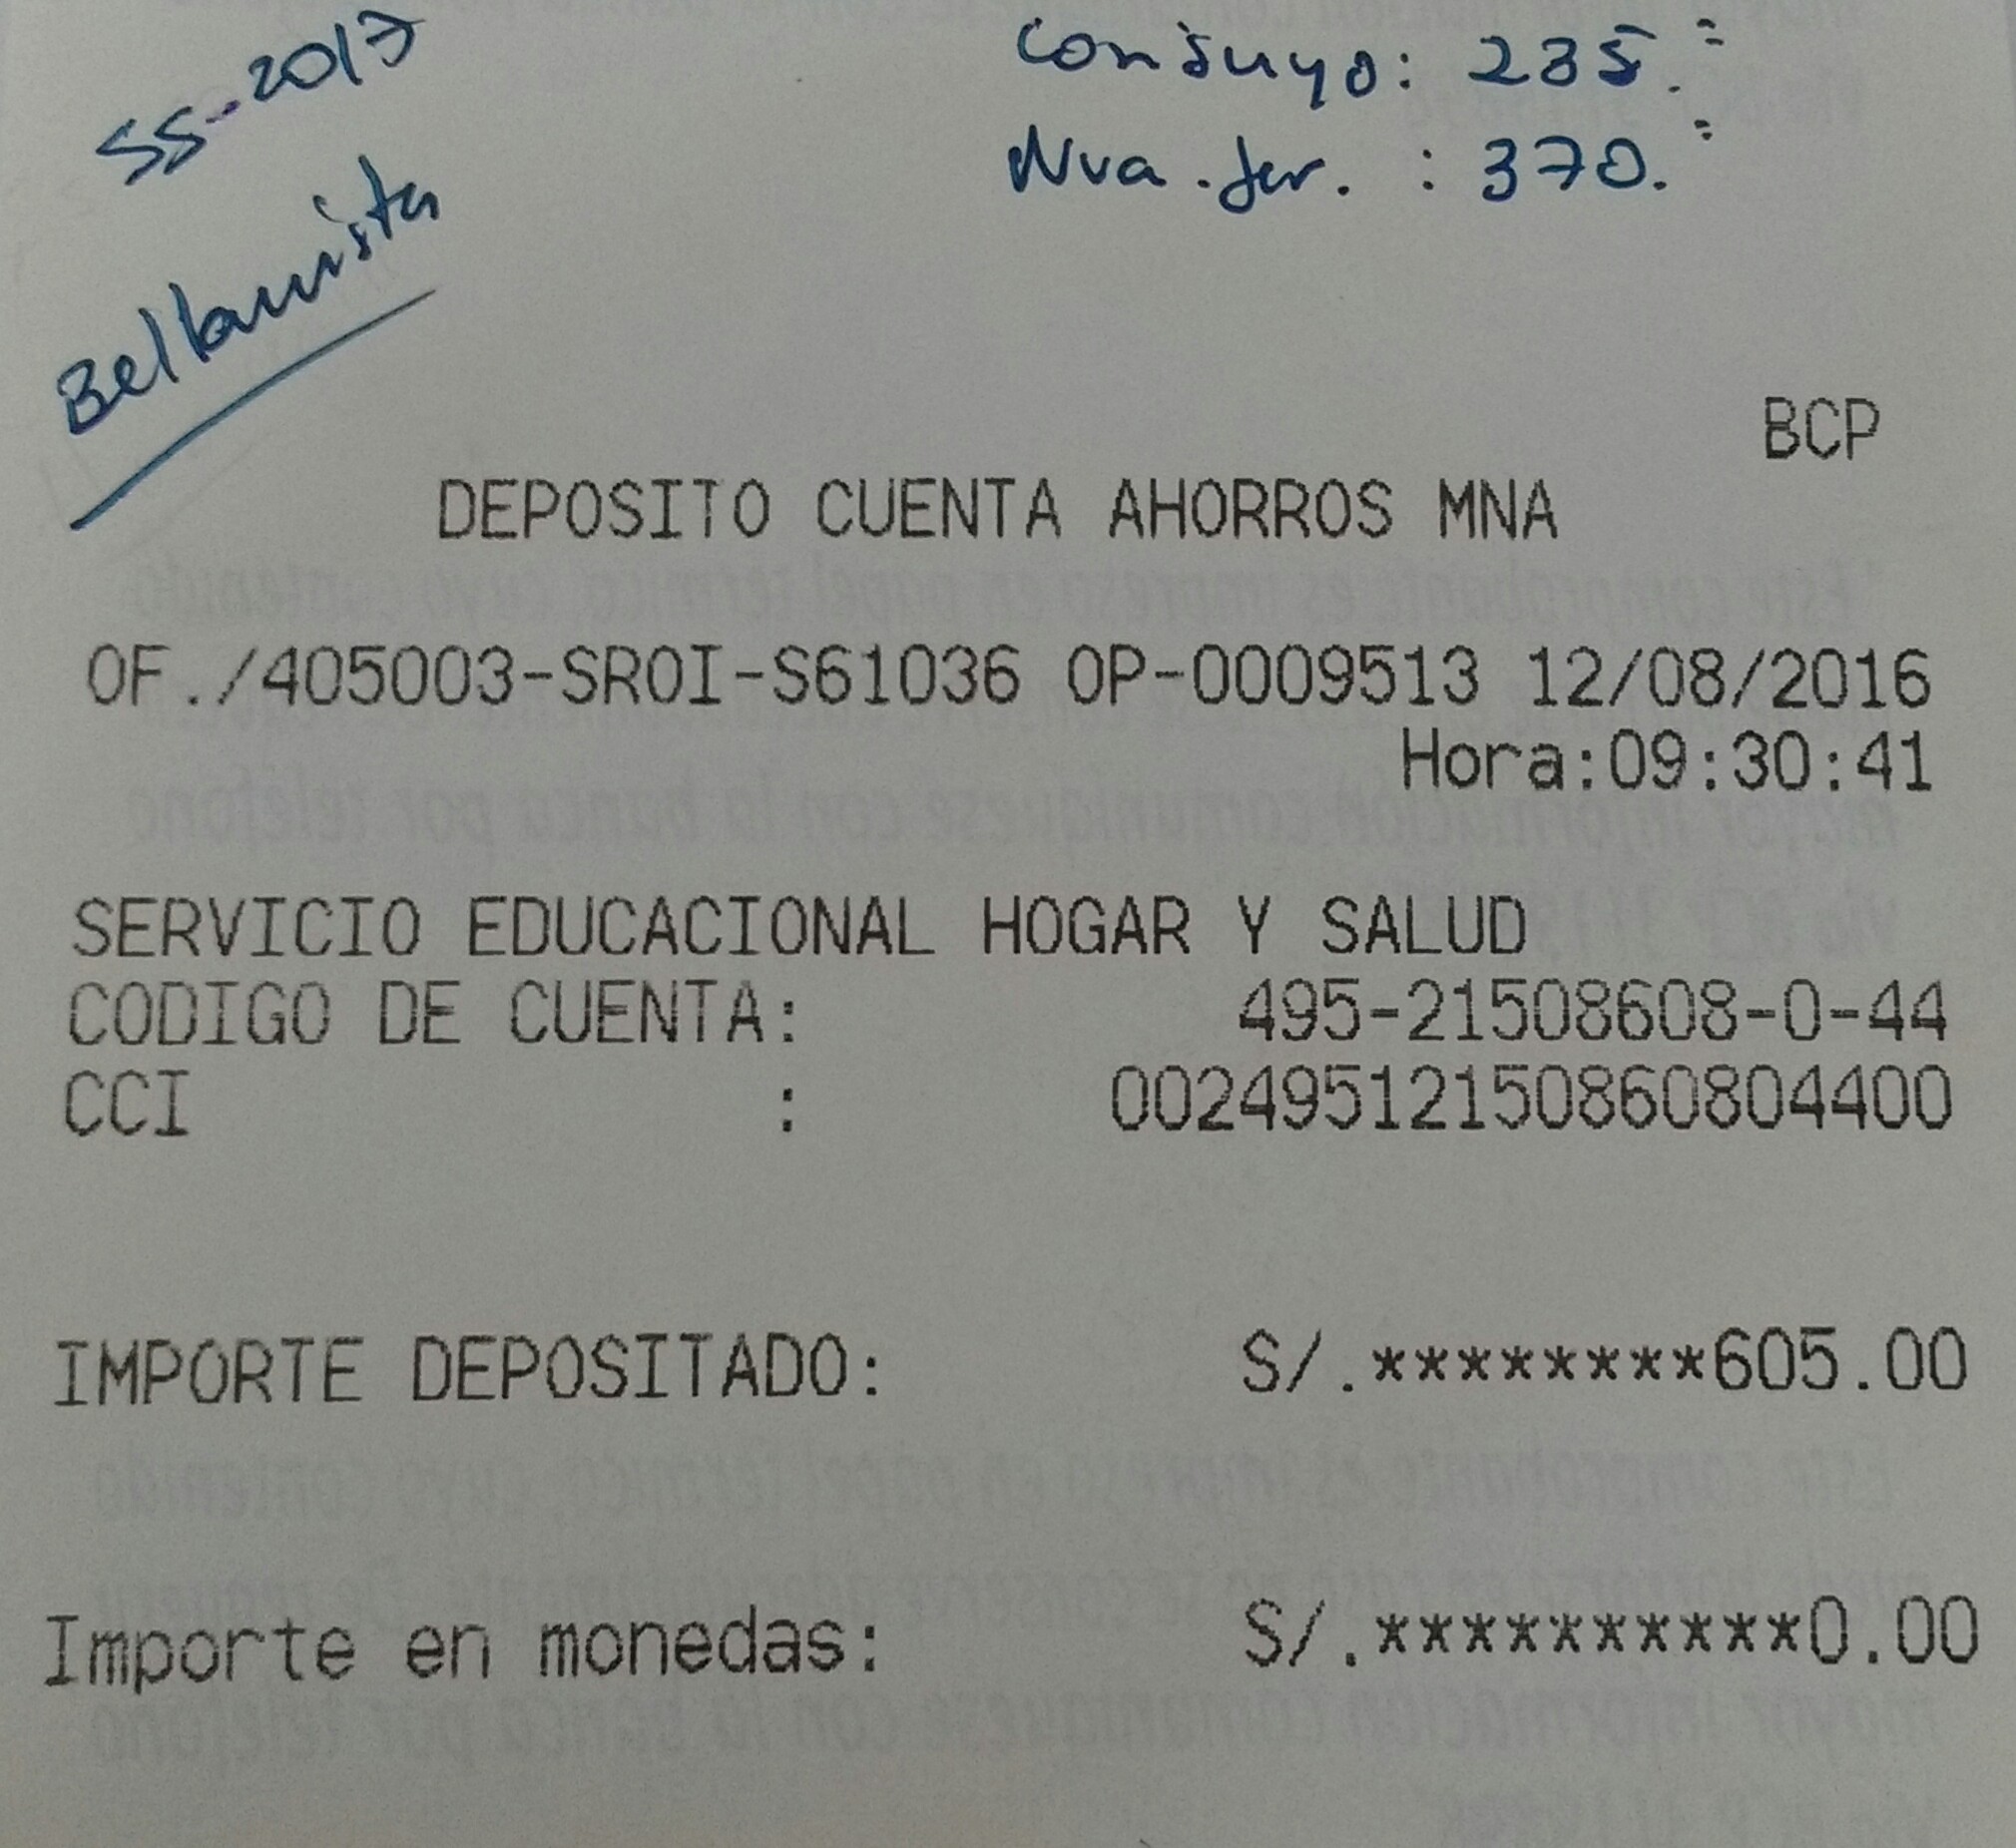 SS-2017
Bellavista
Consuyo: 235.=
Nva. Jer. : 370.=
BCP
DEPOSITO CUENTA AHORROS MNA
OF./405003-SROI-S61036 OP-0009513 12/08/2016
Hora:09:30:41
SERVICIO EDUCACIONAL HOGAR Y SALUD
CODIGO DE CUENTA: 495-21508608-0-44
CCI : 00249512150860804400
IMPORTE DEPOSITADO: S/.********605.00
Importe en monedas: S/.**********0.00